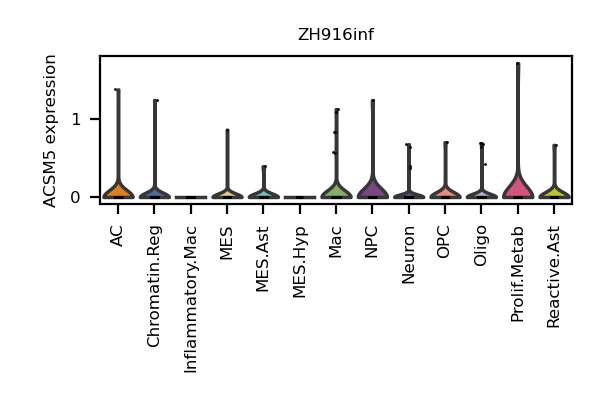 ZH916inf
ACSM5 expression
1
0
AC
Chromatin.Reg
Inflammatory.Mac
MES
MES.Ast
MES.Hyp
Mac
NPC
Neuron
OPC
Oligo
Prolif.Metab
Reactive.Ast